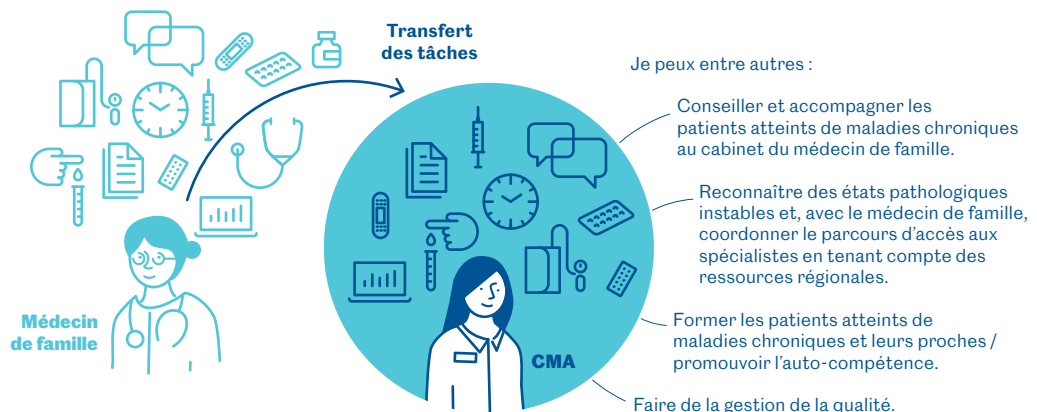 Transfert
des tâches
Médecin
de famille
CMA
Je peux entre autres :
Conseiller et accompagner les
patients atteints de maladies chroniques
au cabinet du médecin de famille.
Reconnaître des états pathologiques
instables et, avec le médecin de famille,
coordonner le parcours d’accès aux
spécialistes en tenant compte des
ressources régionales.
Former les patients atteints de
maladies chroniques et leurs proches /
promouvoir l’auto-compétence.
Faire de la gestion de la qualité.